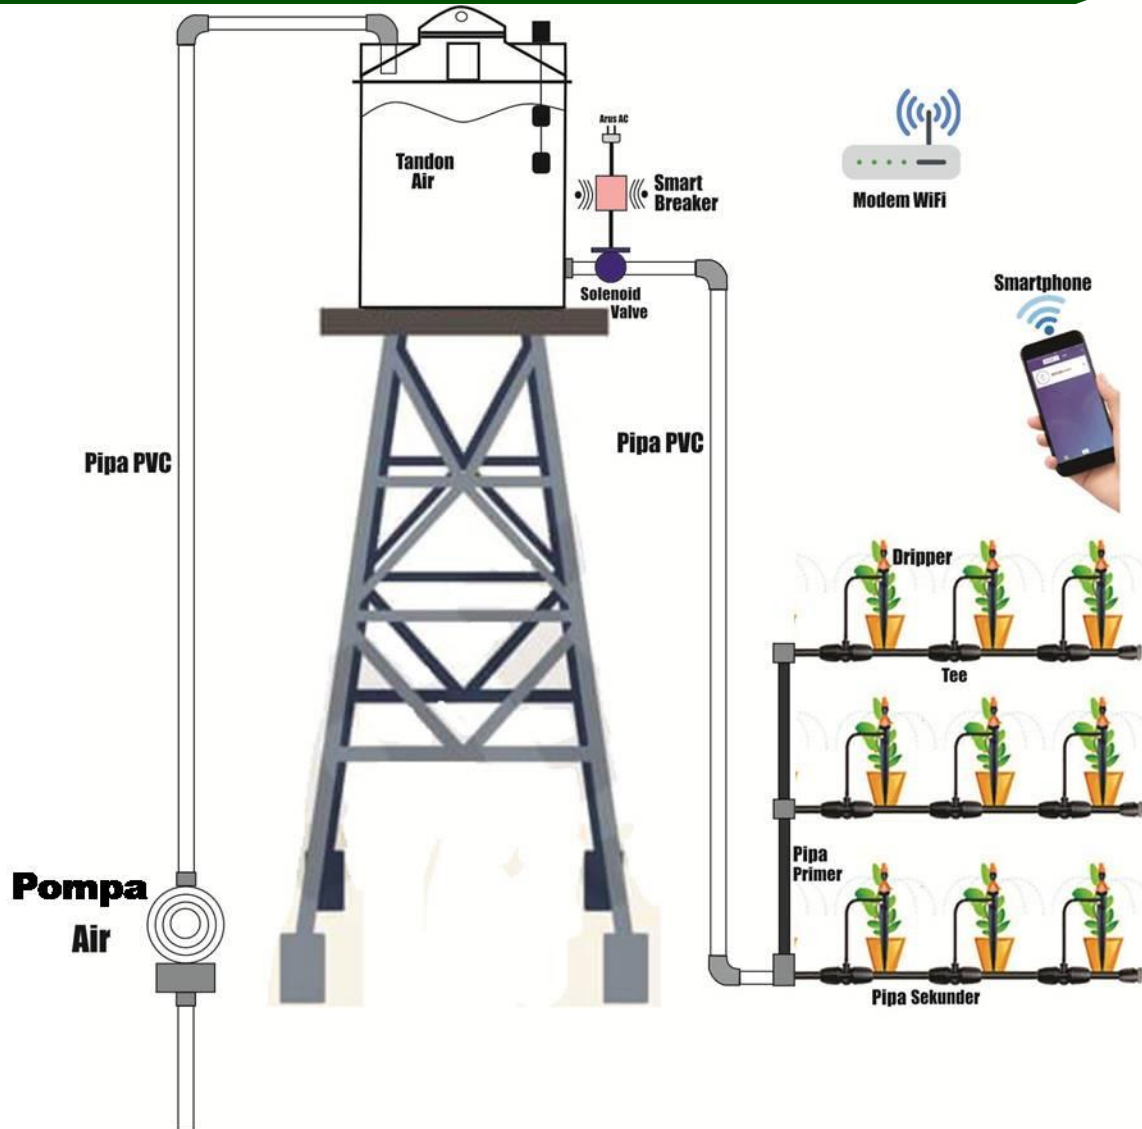 Arus AC
Tandon
Air
Smart
Breaker
Modem WiFi
Solenoid
Valve
Smartphone
Pipa PVC
Pipa PVC
Dripper
Tee
Pipa
Primer
Pompa
Air
Pipa Sekunder